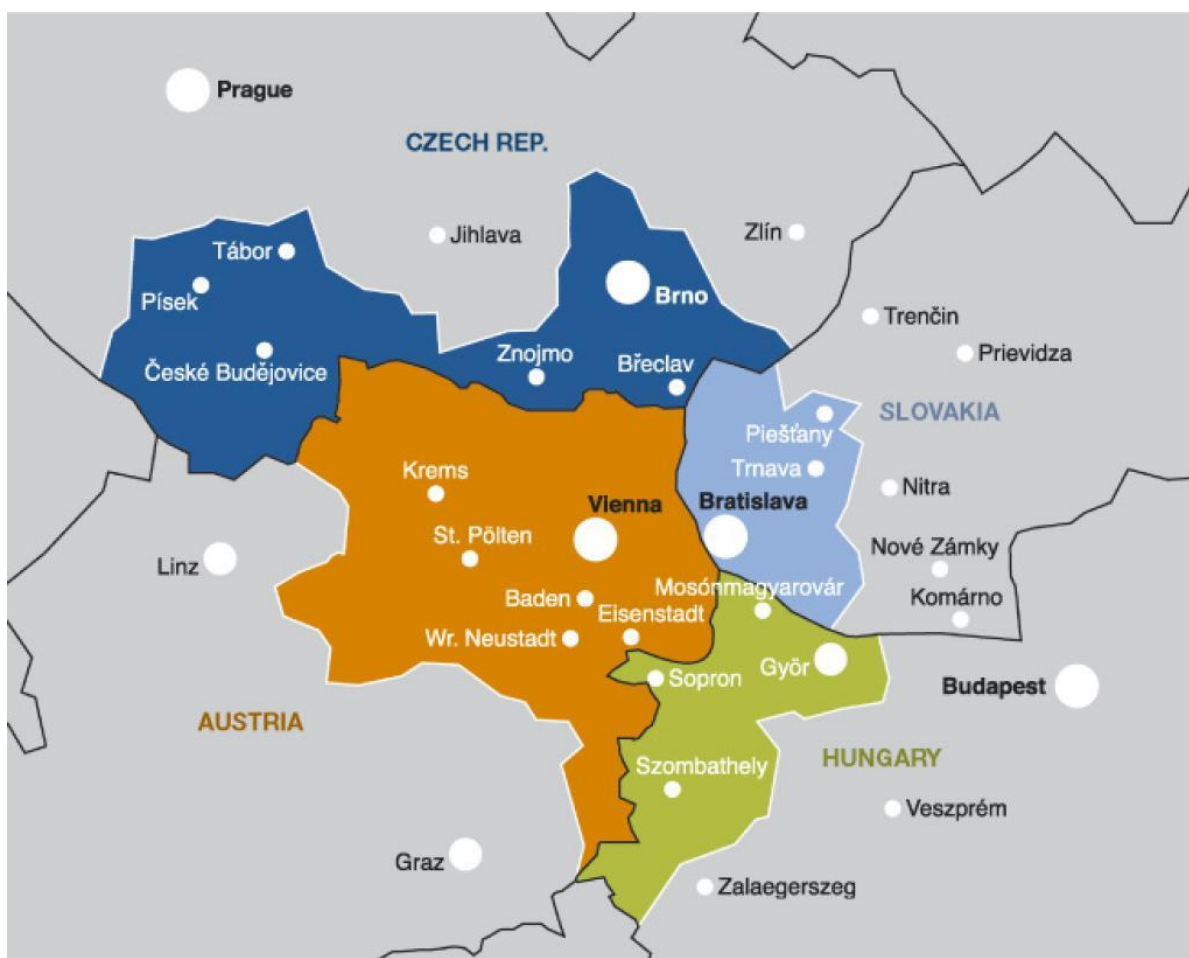 Prague
CZECH REP.
Jihlava
Zlín
Tábor
Písek
Brno
Trenčin
Prievidza
České Budějovice
Znojmo
Břeclav
SLOVAKIA
Piešťany
Trnava
Krems
Nitra
Vienna
Bratislava
St. Pölten
Linz
Nové Zámky
Mosónmagyarovár
Komárno
Baden
Eisenstadt
Wr. Neustadt
Györ
Sopron
Budapest
AUSTRIA
HUNGARY
Szombathely
Veszprém
Graz
Zalaegerszeg